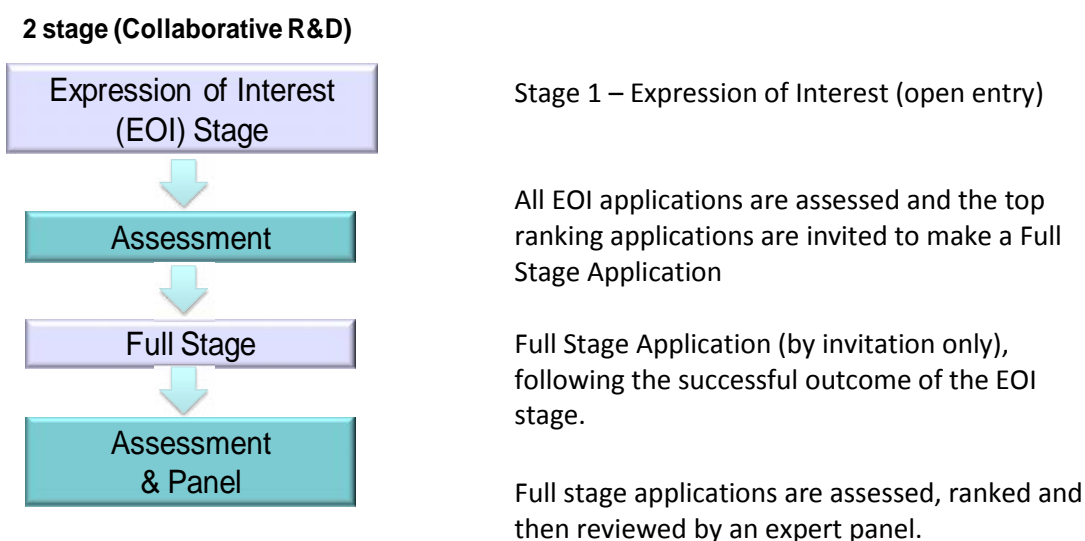 2 stage (Collaborative R&D)
Expression of Interest
(EOI) Stage
Stage 1 – Expression of Interest (open entry)
Assessment
All EOI applications are assessed and the top
ranking applications are invited to make a Full
Stage Application
Full Stage
Full Stage Application (by invitation only),
following the successful outcome of the EOI
stage.
Assessment
& Panel
Full stage applications are assessed, ranked and
then reviewed by an expert panel.